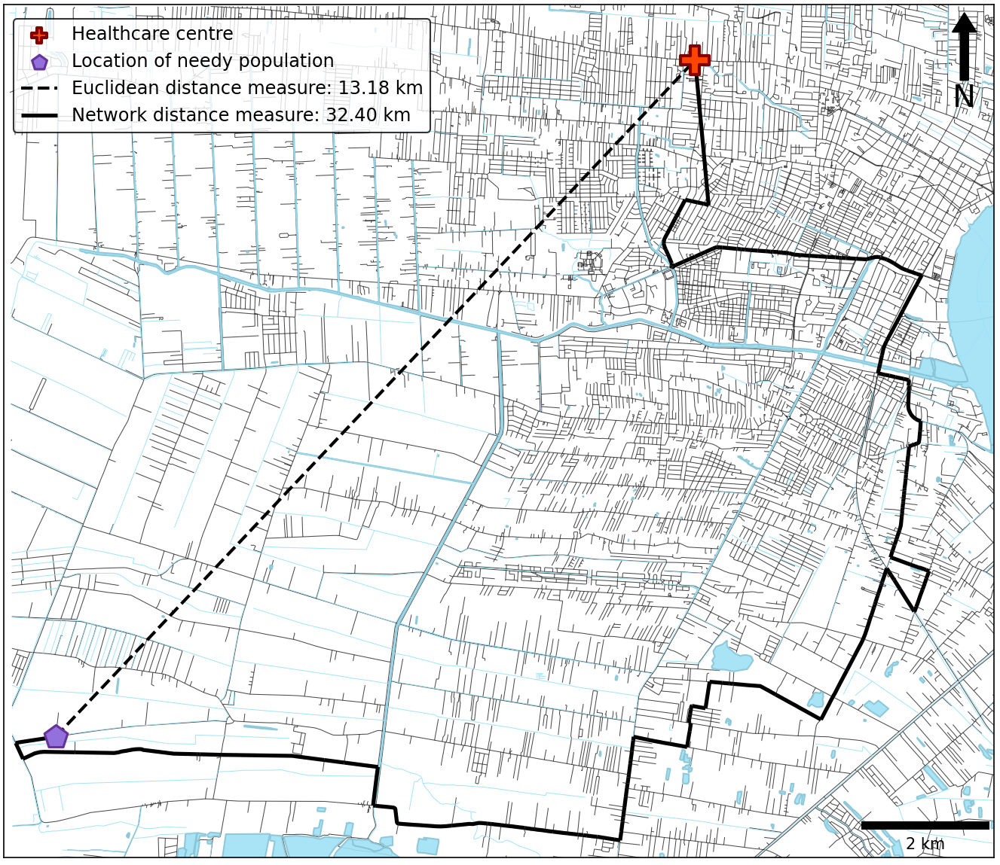 Healthcare centre
Location of needy population
Euclidean distance measure: 13.18 km
Network distance measure: 32.40 km
N
2 km